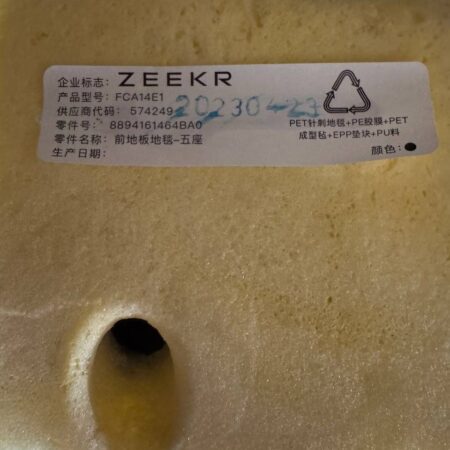 企业标志: ZEEKR
产品型号: FCA14E1
供应商代码: 574249
20230423
零件号: 8894161464BA0
零件名称: 前地板地毯-五座
生产日期:
PET针刺地毯+PE胶膜+PET
成型毡+EPP垫块+PU料
颜色: